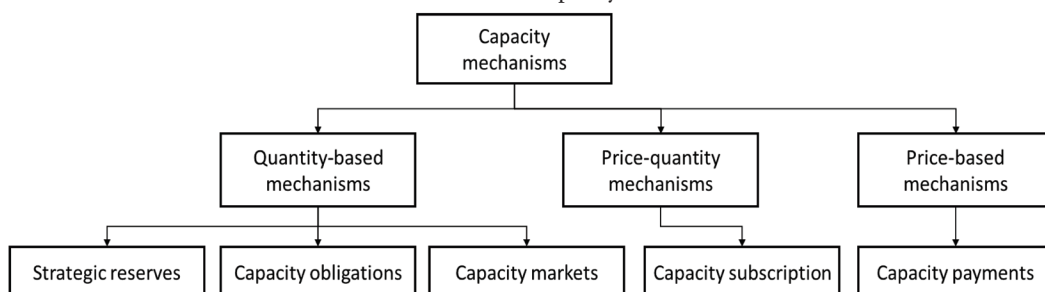 Capacity
mechanisms
Quantity-based
mechanisms
Price-quantity
mechanisms
Price-based
mechanisms
Strategic reserves
Capacity obligations
Capacity markets
Capacity subscription
Capacity payments